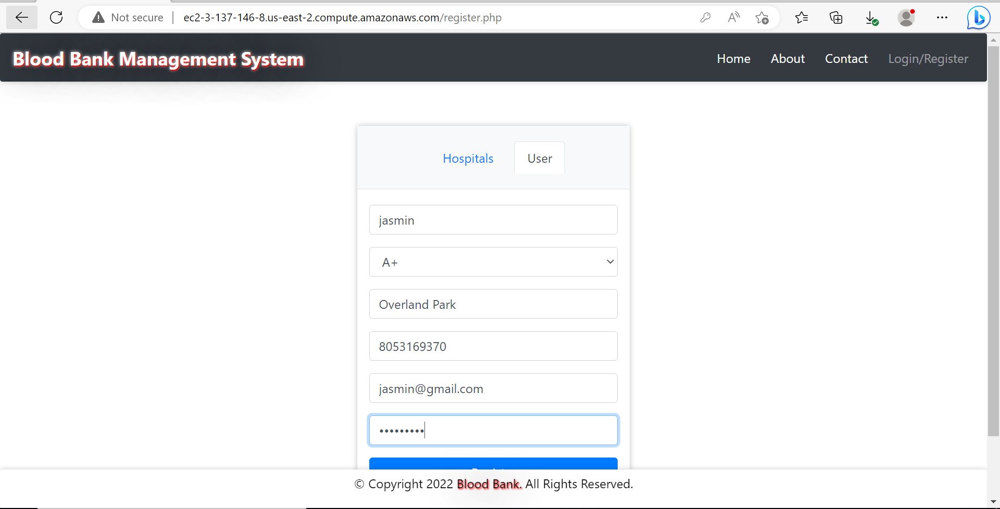 Not secure | ec2-3-137-146-8.us-east-2.compute.amazonaws.com/register.php
Blood Bank Management System
Home About Contact Login/Register
Hospitals User
jasmin
A+
Overland Park
8053169370
jasmin@gmail.com
•••••••••
© Copyright 2022 Blood Bank. All Rights Reserved.